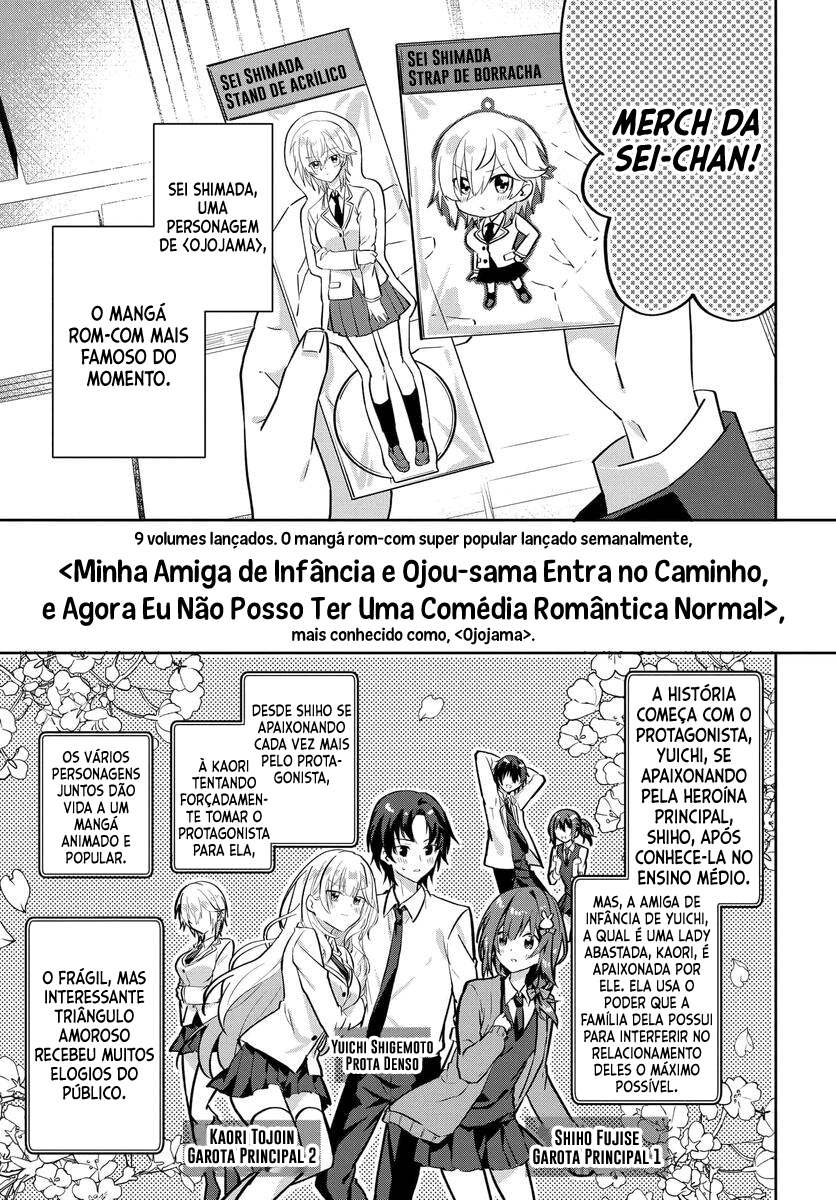 MERCH DA
SEI-CHAN!
SEI SHIMADA
STRAP DE BORRACHA
SEI SHIMADA
STAND DE ACRÍLICO
SEI SHIMADA,
UMA
PERSONAGEM
DE <OJOJAMA>,
O MANGÁ
ROM-COM MAIS
FAMOSO DO
MOMENTO.
9 volumes lançados. O mangá rom-com super popular lançado semanalmente,
<Minha Amiga de Infância e Ojou-sama Entra no Caminho,
e Agora Eu Não Posso Ter Uma Comédia Romântica Normal>,
mais conhecido como, <Ojojama>.
A HISTÓRIA
COMEÇA COM O
PROTAGONISTA,
YUICHI, SE
APAIXONANDO
PELA HEROÍNA
PRINCIPAL,
SHIHO, APÓS
CONHECE-LA NO
ENSINO MÉDIO.
MAS, A AMIGA DE
INFÂNCIA DE YUICHI,
A QUAL É UMA LADY
ABASTADA, KAORI, É
APAIXONADA POR
ELE. ELA USA O
PODER QUE A
FAMÍLIA DELA POSSUI
PARA INTERFERIR NO
RELACIONAMENTO
DELES O MÁXIMO
POSSÍVEL.
DESDE SHIHO SE
APAIXONANDO
CADA VEZ MAIS
PELO PROTA-
GONISTA,
À KAORI
TENTANDO
FORÇADAMEN-
TE TOMAR O
PROTAGONISTA
PARA ELA,
OS VÁRIOS
PERSONAGENS
JUNTOS DÃO
VIDA A UM
MANGÁ
ANIMADO E
POPULAR.
O FRÁGIL, MAS
INTERESSANTE
TRIÂNGULO
AMOROSO
RECEBEU MUITOS
ELOGIOS DO
PÚBLICO.
YUICHI SHIGEMOTO
PROTA DENSO
SHIHO FUJISE
GAROTA PRINCIPAL 1
KAORI TOJOIN
GAROTA PRINCIPAL 2